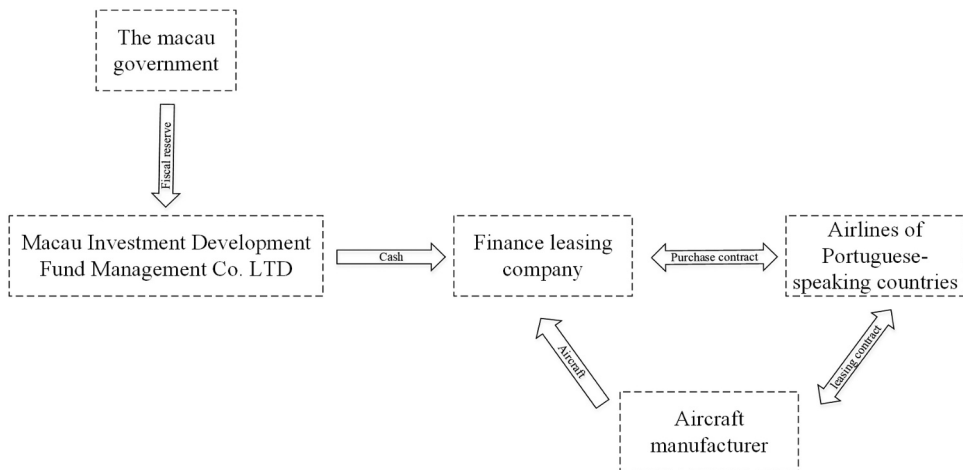 The macau
government
Fiscal reserve
Macau Investment Development
Fund Management Co. LTD
Cash
Finance leasing
company
Purchase contract
Airlines of
Portuguese-
speaking countries
Aircraft
leasing contract
Aircraft
manufacturer